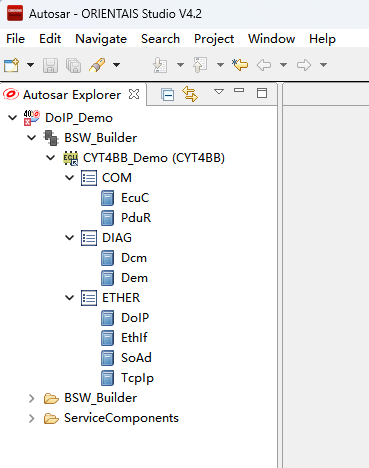 Autosar - ORIENTAIS Studio V4.2
File Edit Navigate Search Project Window Help
Autosar Explorer
DoIP_Demo
BSW_Builder
CYT4BB_Demo (CYT4BB)
COM
EcuC
PduR
DIAG
Dcm
Dem
ETHER
DoIP
EthIf
SoAd
TcpIp
BSW_Builder
ServiceComponents